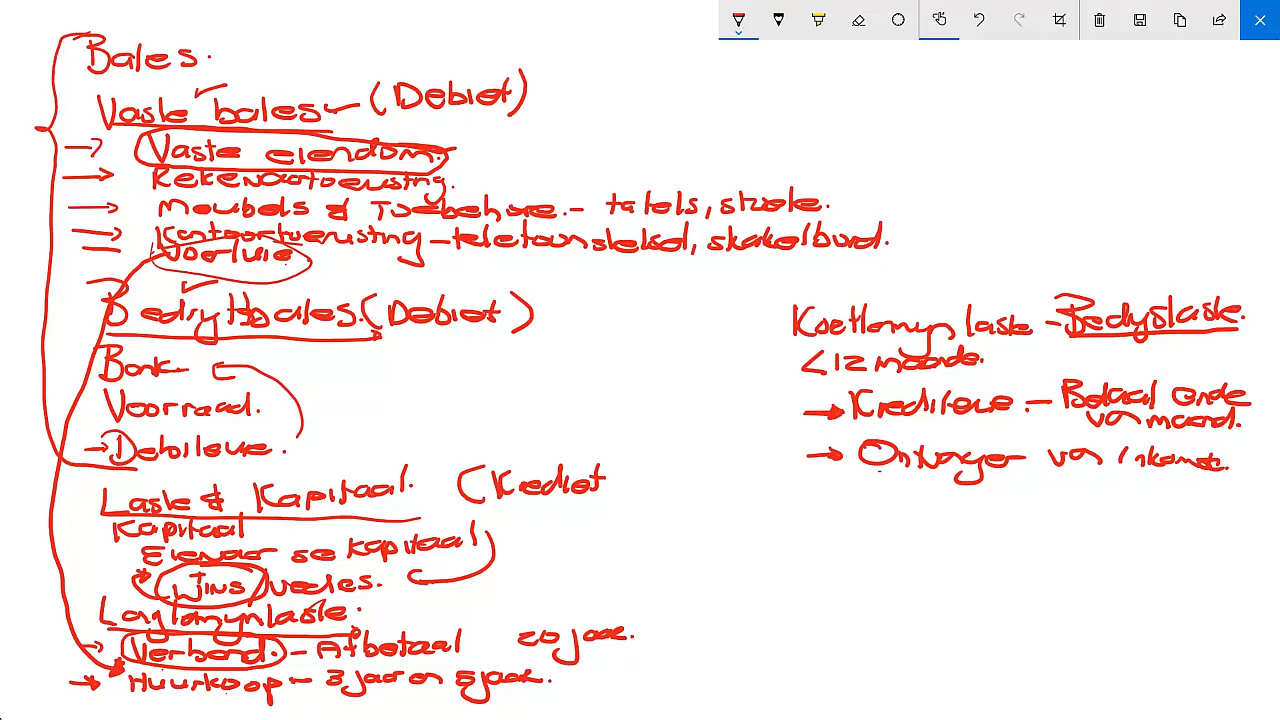 Bates.
Vaste bates (Debiet)
Vaste eiendom.
Rekenaartoerusting.
Meubels & Toebehore. - tafels, stoele.
Kantoortoerusting - telefoonstelsel, skakelbord.
Voertuie
Bedryfsbates. (Debiet)
Bank
Voorraad.
Debiteure.
Laste & Kapitaal. (Krediet
Kapitaal
Eienaar se kapitaal
Wins / verlies.
Langtermynlaste.
Verband. - Afbetaal 20 jaar.
Huurkoop - 3 jaar en 5 jaar.
Korttermyn laste - Bedryfslaste.
< 12 maande.
Krediteure. - Betaal einde
van maand.
Ontvanger van Inkomste.